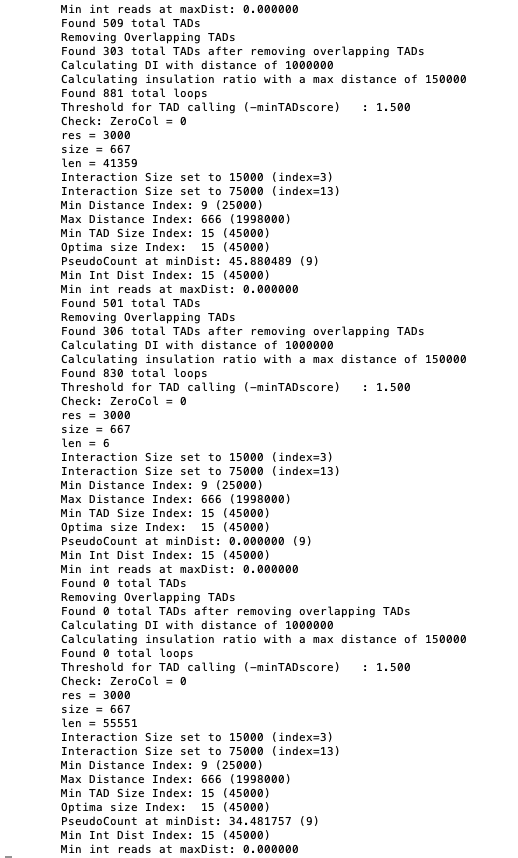 Min int reads at maxDist: 0.000000
Found 509 total TADs
Removing Overlapping TADs
Found 303 total TADs after removing overlapping TADs
Calculating DI with distance of 1000000
Calculating insulation ratio with a max distance of 150000
Found 881 total loops
Threshold for TAD calling (-minTADscore)   : 1.500
Check: ZeroCol = 0
res = 3000
size = 667
len = 41359
Interaction Size set to 15000 (index=3)
Interaction Size set to 75000 (index=13)
Min Distance Index: 9 (25000)
Max Distance Index: 666 (1998000)
Min TAD Size Index: 15 (45000)
Optima size Index:  15 (45000)
PseudoCount at minDist: 45.880489 (9)
Min Int Dist Index: 15 (45000)
Min int reads at maxDist: 0.000000
Found 501 total TADs
Removing Overlapping TADs
Found 306 total TADs after removing overlapping TADs
Calculating DI with distance of 1000000
Calculating insulation ratio with a max distance of 150000
Found 830 total loops
Threshold for TAD calling (-minTADscore)   : 1.500
Check: ZeroCol = 0
res = 3000
size = 667
len = 6
Interaction Size set to 15000 (index=3)
Interaction Size set to 75000 (index=13)
Min Distance Index: 9 (25000)
Max Distance Index: 666 (1998000)
Min TAD Size Index: 15 (45000)
Optima size Index:  15 (45000)
PseudoCount at minDist: 0.000000 (9)
Min Int Dist Index: 15 (45000)
Min int reads at maxDist: 0.000000
Found 0 total TADs
Removing Overlapping TADs
Found 0 total TADs after removing overlapping TADs
Calculating DI with distance of 1000000
Calculating insulation ratio with a max distance of 150000
Found 0 total loops
Threshold for TAD calling (-minTADscore)   : 1.500
Check: ZeroCol = 0
res = 3000
size = 667
len = 55551
Interaction Size set to 15000 (index=3)
Interaction Size set to 75000 (index=13)
Min Distance Index: 9 (25000)
Max Distance Index: 666 (1998000)
Min TAD Size Index: 15 (45000)
Optima size Index:  15 (45000)
PseudoCount at minDist: 34.481757 (9)
Min Int Dist Index: 15 (45000)
Min int reads at maxDist: 0.000000